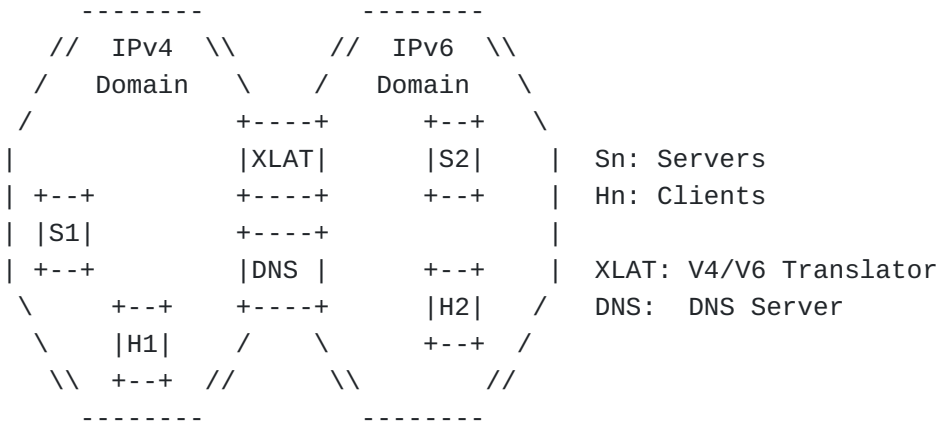 IPv4 IPv6
Domain Domain
XLAT S2 Sn: Servers
Hn: Clients
S1
DNS XLAT: V4/V6 Translator
H2 DNS: DNS Server
H1